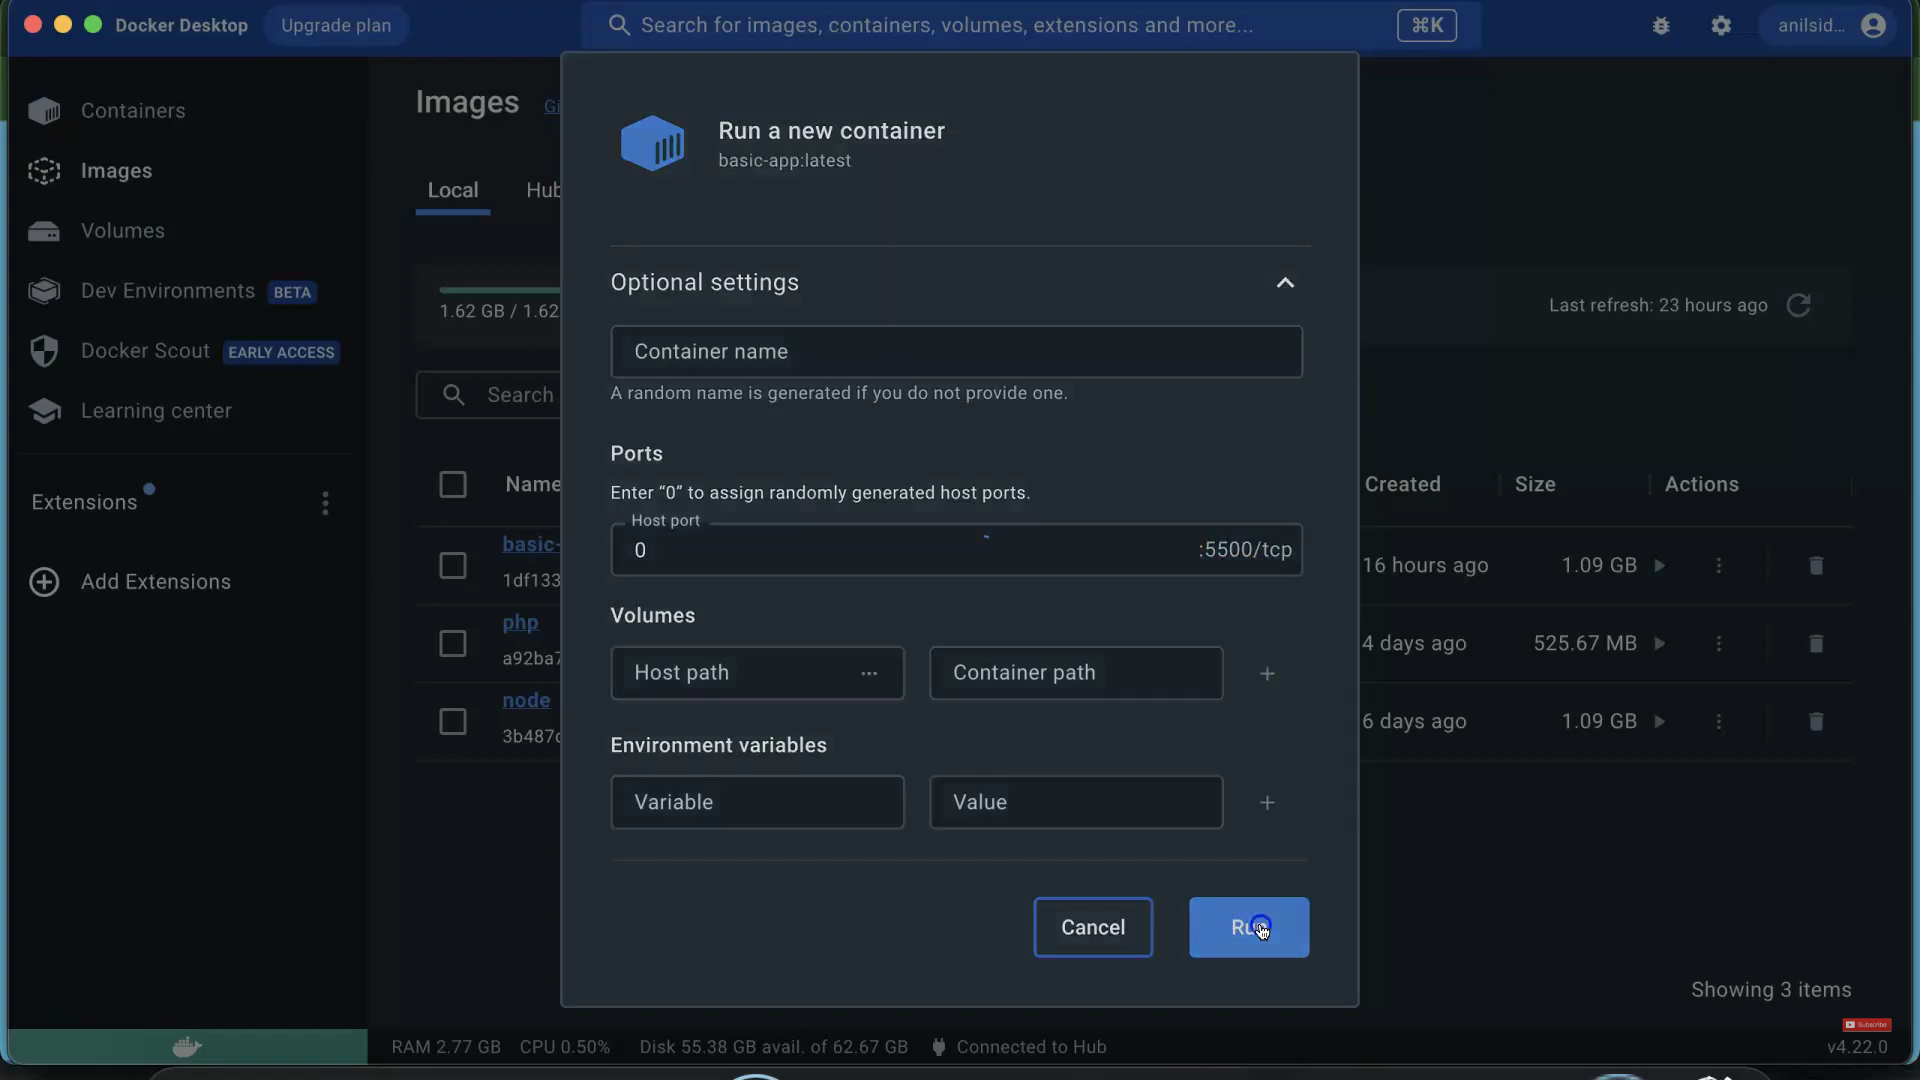 Docker Desktop
Upgrade plan
Search for images, containers, volumes, extensions and more...
⌘K
anilsid...
Containers
Images
Volumes
Dev Environments BETA
Docker Scout EARLY ACCESS
Learning center
Extensions
Add Extensions
Images
Local
Hub
1.62 GB / 1.62
Last refresh: 23 hours ago
Search
Name
Created
Size
Actions
basic-
1df133
16 hours ago
1.09 GB
php
a92ba7
4 days ago
525.67 MB
node
3b487
6 days ago
1.09 GB
Run a new container
basic-app:latest
Optional settings
Container name
A random name is generated if you do not provide one.
Ports
Enter “0” to assign randomly generated host ports.
Host port
0
:5500/tcp
Volumes
Host path ...
Container path
+
Environment variables
Variable
Value
+
Cancel
Run
Showing 3 items
Subscribe
RAM 2.77 GB CPU 0.50% Disk 55.38 GB avail. of 62.67 GB Connected to Hub
v4.22.0